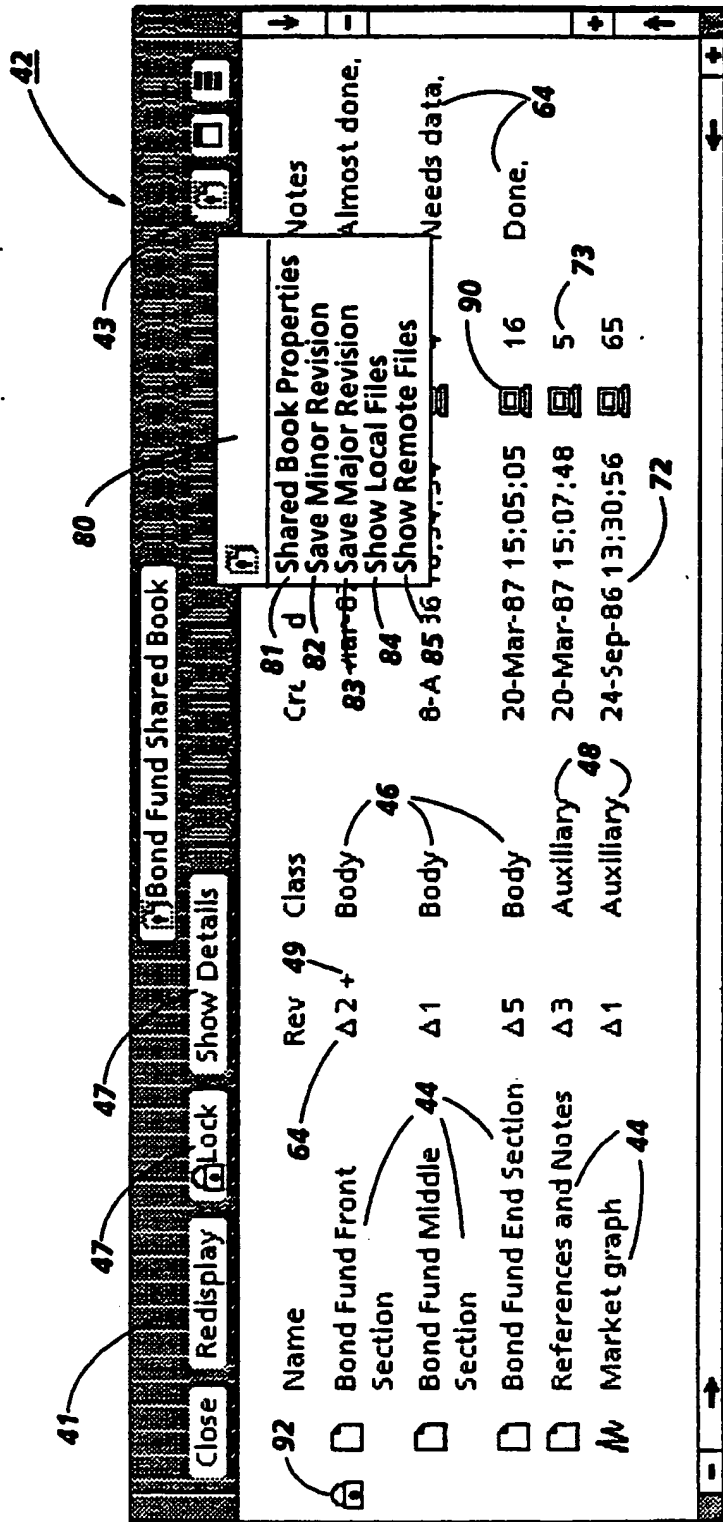 42
41
47
47
80
43
Bond Fund Shared Book
Close
Redisplay
Lock
Show Details
Shared Book Properties
Save Minor Revision
Save Major Revision
Show Local Files
Show Remote Files
81
82
83
84
85
Name
Rev
49
Class
Notes
92
64
Bond Fund Front
Section
Δ2 +
Body
Almost done.
44
46
Bond Fund Middle
Section
Δ1
Body
8-A
Needs data.
64
90
Bond Fund End Section
Δ5
Body
20-Mar-87 15:05:05
16
Done.
References and Notes
Δ3
Auxiliary
20-Mar-87 15:07:48
5
73
48
44
Market graph
Δ1
Auxiliary
24-Sep-86 13:30:56
65
72